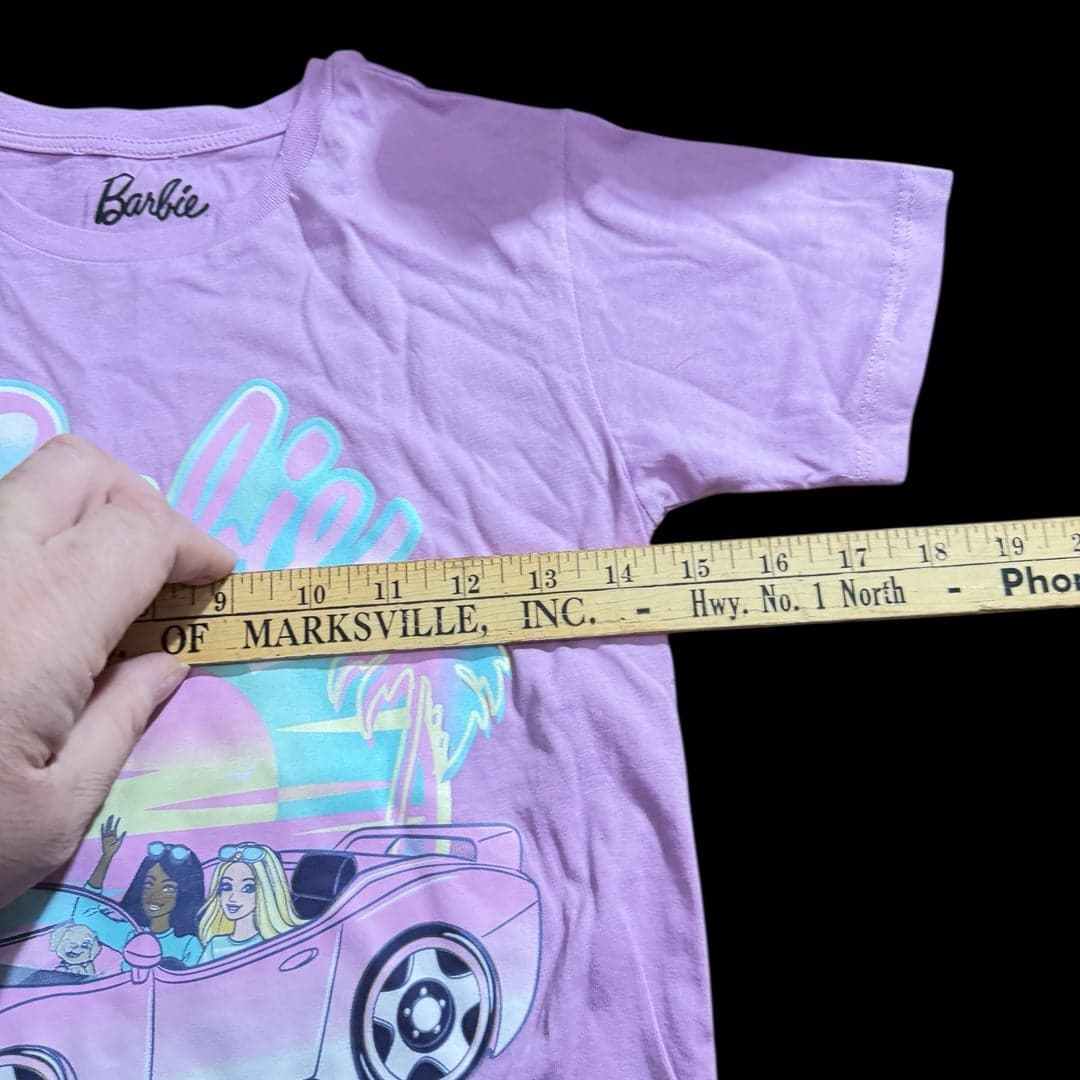 Barbie
9 10 11 12 13 14 15 16 17 18 19
OF MARKSVILLE, INC. - Hwy. No. 1 North -